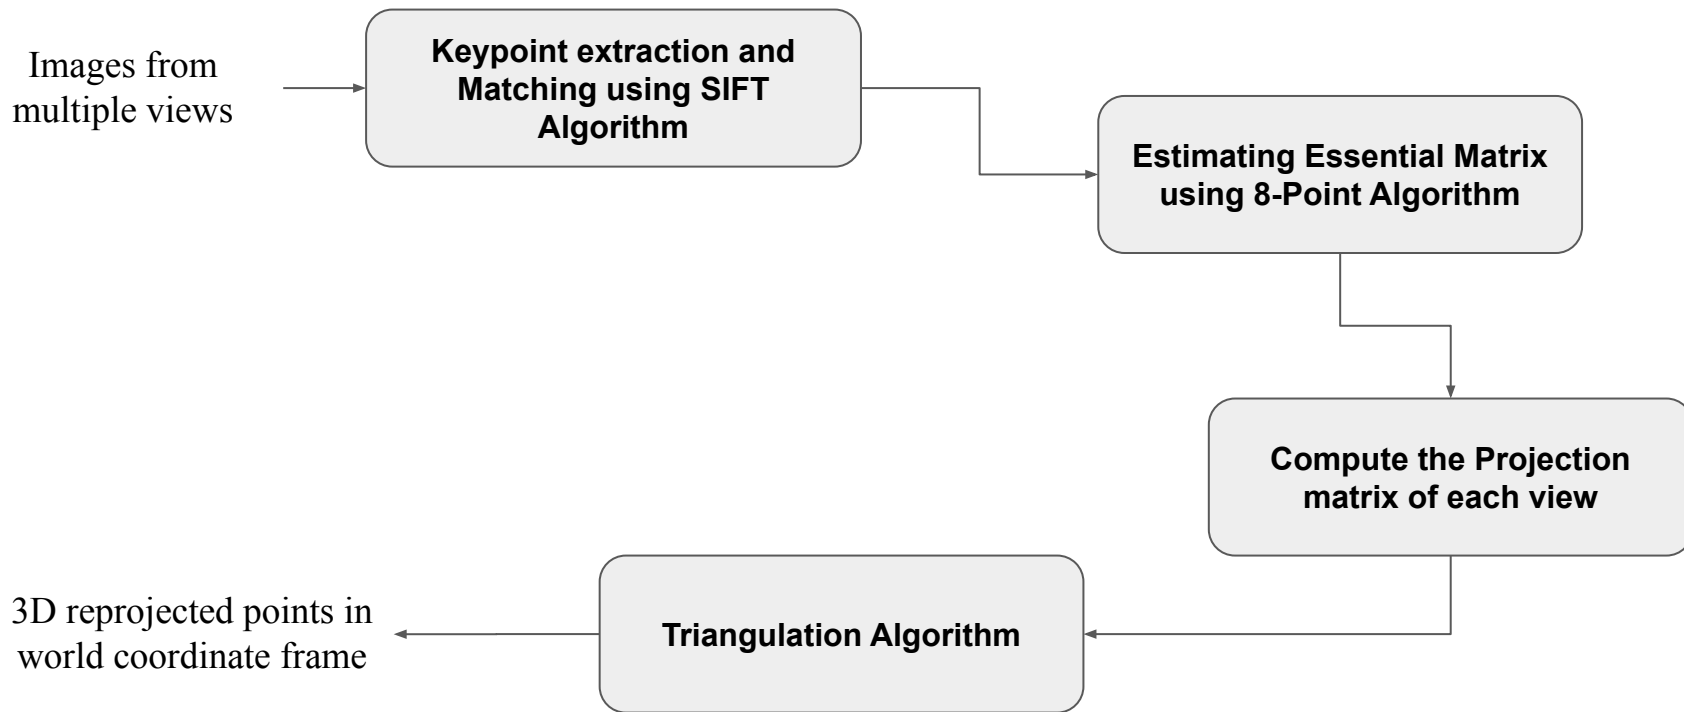 Images from
multiple views
Keypoint extraction and
Matching using SIFT
Algorithm
Estimating Essential Matrix
using 8-Point Algorithm
Compute the Projection
matrix of each view
Triangulation Algorithm
3D reprojected points in
world coordinate frame